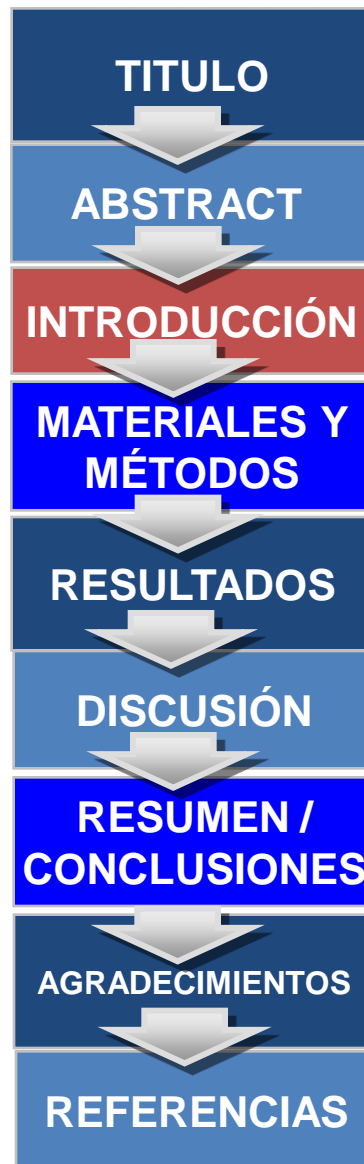 TITULO
ABSTRACT
INTRODUCCIÓN
MATERIALES Y
MÉTODOS
RESULTADOS
DISCUSIÓN
RESUMEN /
CONCLUSIONES
AGRADECIMIENTOS
REFERENCIAS